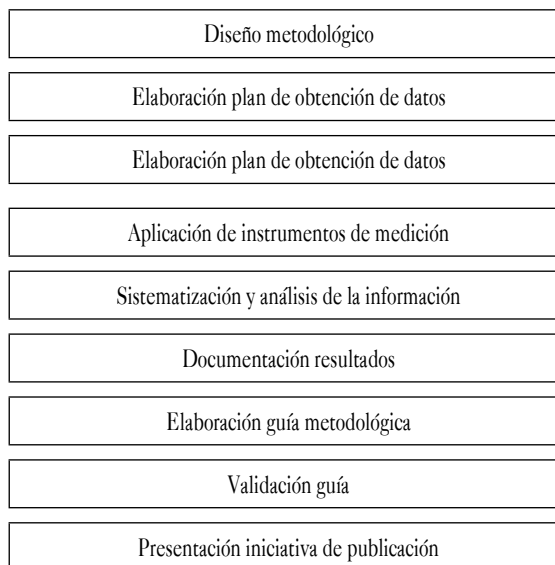 Diseño metodológico
Elaboración plan de obtención de datos
Elaboración plan de obtención de datos
Aplicación de instrumentos de medición
Sistematización y análisis de la información
Documentación resultados
Elaboración guía metodológica
Validación guía
Presentación iniciativa de publicación